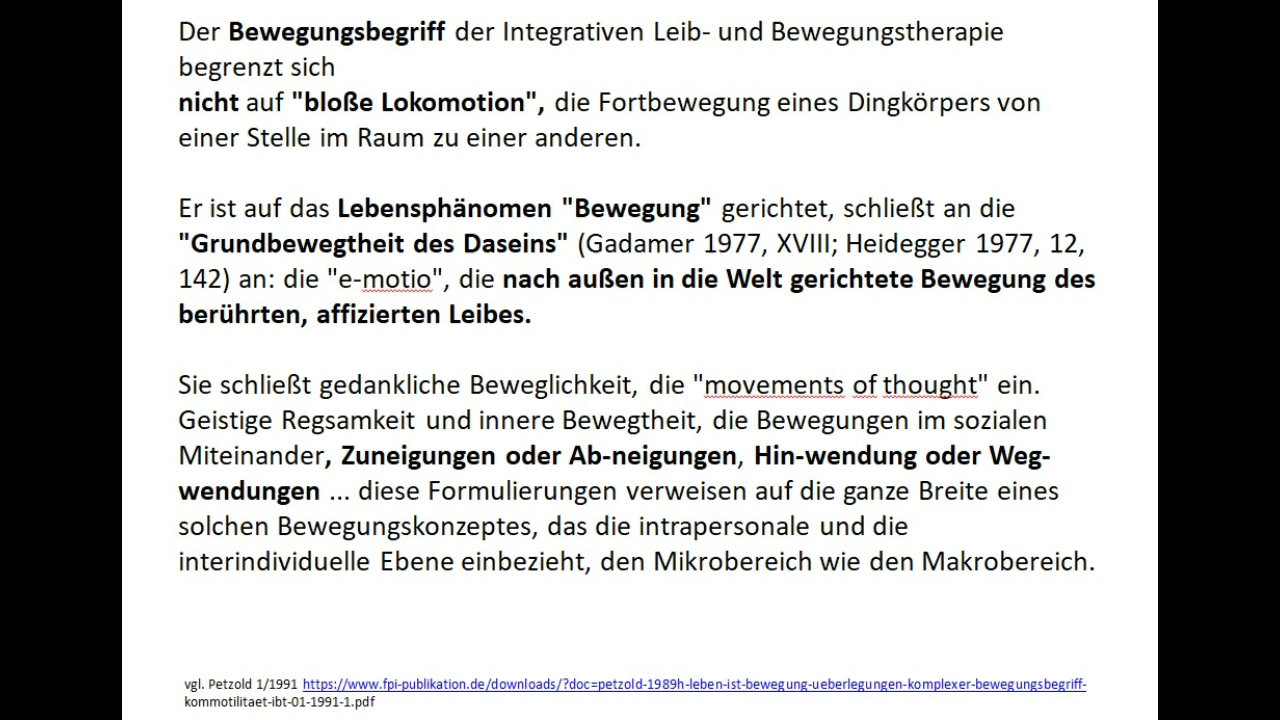 Der Bewegungsbegriff der Integrativen Leib- und Bewegungstherapie
begrenzt sich
nicht auf "bloße Lokomotion", die Fortbewegung eines Dingkörpers von
einer Stelle im Raum zu einer anderen.
Er ist auf das Lebensphänomen "Bewegung" gerichtet, schließt an die
"Grundbewegtheit des Daseins" (Gadamer 1977, XVIII; Heidegger 1977, 12,
142) an: die "e-motio", die nach außen in die Welt gerichtete Bewegung des
berührten, affizierten Leibes.
Sie schließt gedankliche Beweglichkeit, die "movements of thought" ein.
Geistige Regsamkeit und innere Bewegtheit, die Bewegungen im sozialen
Miteinander, Zuneigungen oder Ab-neigungen, Hin-wendung oder Weg-
wendungen ... diese Formulierungen verweisen auf die ganze Breite eines
solchen Bewegungskonzeptes, das die intrapersonale und die
interindividuelle Ebene einbezieht, den Mikrobereich wie den Makrobereich.
vgl. Petzold 1/1991 https://www.fpi-publikation.de/downloads/?doc=petzold-1989h-leben-ist-bewegung-ueberlegungen-komplexer-bewegungsbegriff-
kommotilitaet-ibt-01-1991-1.pdf